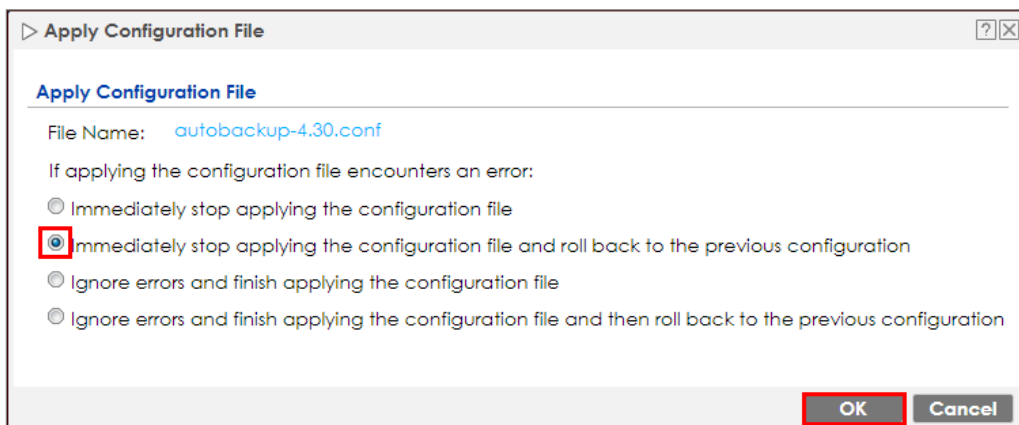 Apply Configuration File
Apply Configuration File
File Name: autobackup-4.30.conf
If applying the configuration file encounters an error:
Immediately stop applying the configuration file
Immediately stop applying the configuration file and roll back to the previous configuration
Ignore errors and finish applying the configuration file
Ignore errors and finish applying the configuration file and then roll back to the previous configuration
OK Cancel